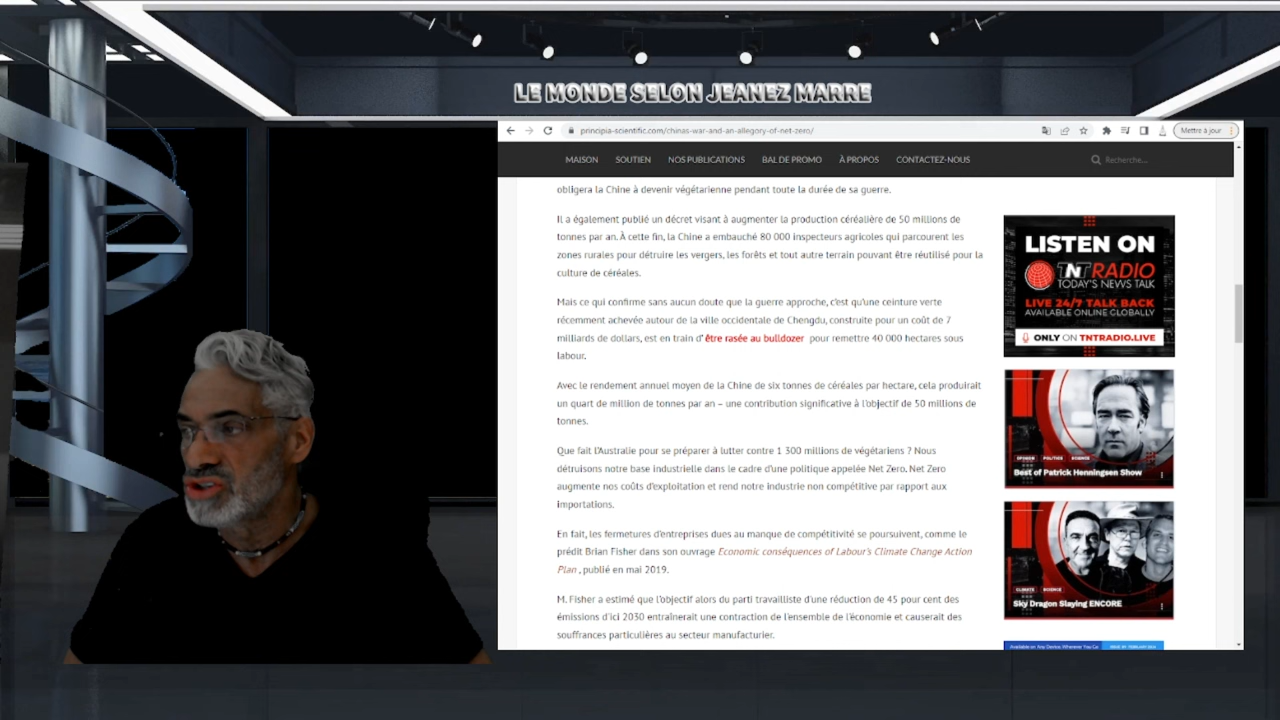 LE MONDE SELON JEANEZ MARRE
principia-scientific.com/chinas-war-and-an-allegory-of-net-zero/
Mettre à jour
MAISON SOUTIEN NOS PUBLICATIONS BAL DE PROMO À PROPOS CONTACTEZ-NOUS
Recherche...
obligera la Chine à devenir végétarienne pendant toute la durée de sa guerre.
Il a également publié un décret visant à augmenter la production céréalière de 50 millions de
tonnes par an. À cette fin, la Chine a embauché 80 000 inspecteurs agricoles qui parcourent les
zones rurales pour détruire les vergers, les forêts et tout autre terrain pouvant être réutilisé pour la
culture de céréales.
Mais ce qui confirme sans aucun doute que la guerre approche, c'est qu'une ceinture verte
récemment achevée autour de la ville occidentale de Chengdu, construite pour un coût de 7
milliards de dollars, est en train d' être rasée au bulldozer pour remettre 40 000 hectares sous
labour.
Avec le rendement annuel moyen de la Chine de six tonnes de céréales par hectare, cela produirait
un quart de million de tonnes par an – une contribution significative à l'objectif de 50 millions de
tonnes.
Que fait l'Australie pour se préparer à lutter contre 1 300 millions de végétariens ? Nous
détruisons notre base industrielle dans le cadre d'une politique appelée Net Zero. Net Zero
augmente nos coûts d'exploitation et rend notre industrie non compétitive par rapport aux
importations.
En fait, les fermetures d'entreprises dues au manque de compétitivité se poursuivent, comme le
prédit Brian Fisher dans son ouvrage Economic conséquences of Labour's Climate Change Action
Plan , publié en mai 2019.
M. Fisher a estimé que l'objectif alors du parti travailliste d'une réduction de 45 pour cent des
émissions d'ici 2030 entraînerait une contraction de l'ensemble de l'économie et causerait des
souffrances particulières au secteur manufacturier.
LISTEN ON
TNT RADIO
TODAY'S NEWS TALK
LIVE 24/7 TALK BACK
AVAILABLE ONLINE GLOBALLY
ONLY ON TNTRADIO.LIVE
OPINION POLITICS SCIENCE
Best of Patrick Henningsen Show
CLIMATE SCIENCE
Sky Dragon Slaying ENCORE